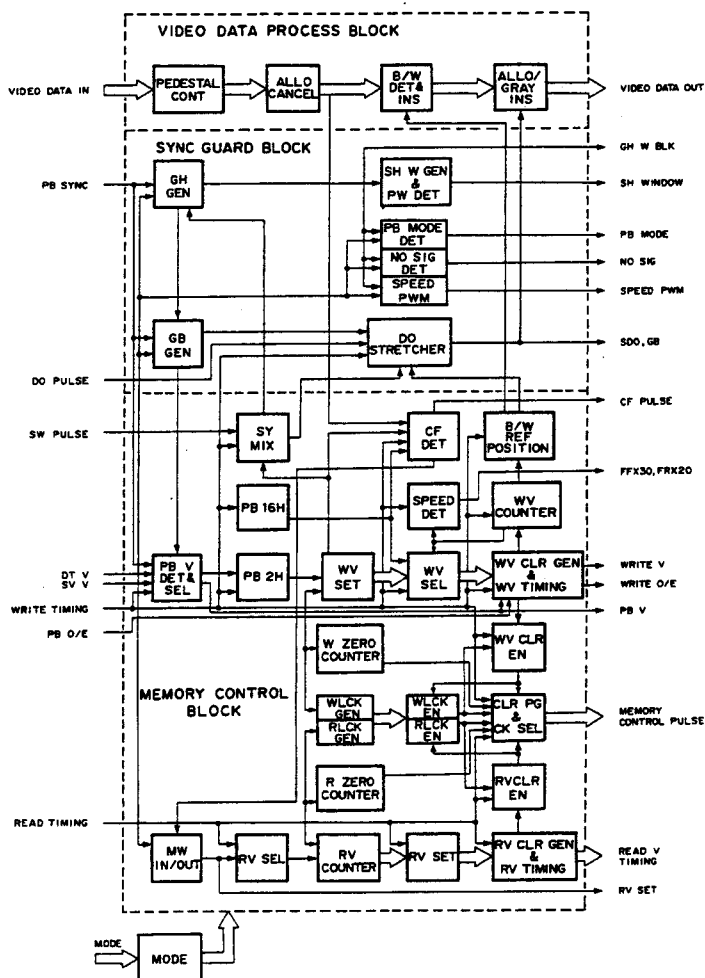 VIDEO DATA PROCESS BLOCK
VIDEO DATA IN
PEDESTAL
CONT
ALLO
CANCEL
B/W
DET &
INS
ALLO/
GRAY
INS
VIDEO DATA OUT
SYNC GUARD BLOCK
GH W BLK
PB SYNC
GH
GEN
SH W GEN
&
PW DET
SH WINDOW
PB MODE
DET
PB MODE
NO SIG
DET
NO SIG
SPEED
PWM
SPEED PWM
GB
GEN
DO
STRETCHER
SDO, GB
DO PULSE
CF PULSE
SW PULSE
SY
MIX
CF
DET
B/W REF
POSITION
FFX30, FRX20
PB 16H
SPEED
DET
WV
COUNTER
DT V
SV V
PB V
DET &
SEL
PB 2H
WV
SET
WV
SEL
WV CLR GEN
&
WV TIMING
WRITE V
WRITE O/E
WRITE TIMING
PB V
PB O/E
W ZERO
COUNTER
WV CLR
EN
MEMORY CONTROL
BLOCK
WLCK GEN
RLCK GEN
WLCK EN
RLCK EN
CLR PG
&
CK SEL
MEMORY
CONTROL PULSE
R ZERO
COUNTER
RVCLR
EN
READ TIMING
MW
IN/OUT
RV SEL
RV
COUNTER
RV SET
RV CLR GEN
&
RV TIMING
READ V
TIMING
RV SET
MODE
MODE